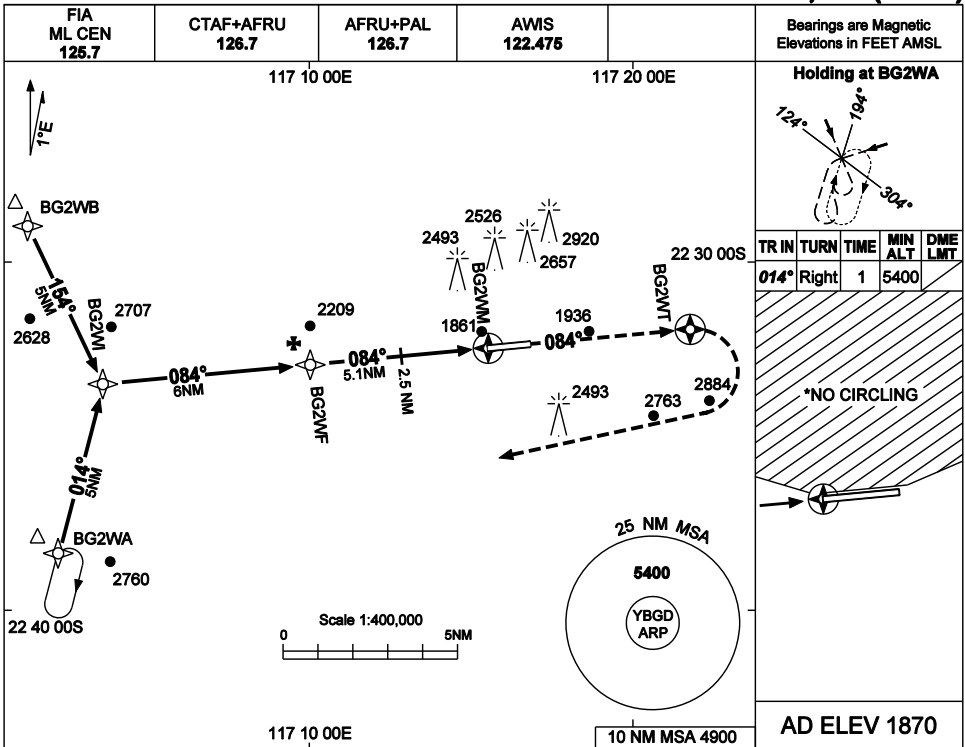 FIA
ML CEN
125.7
CTAF+AFRU
126.7
AFRU+PAL
126.7
AWIS
122.475
Bearings are Magnetic
Elevations in FEET AMSL
117 10 00E
117 20 00E
1°E
BG2WB
154°
5NM
BG2WI
2628
2707
2209
084°
6NM
BG2WF
084°
5.1NM
2.5 NM
2493
2526
2657
2920
22 30 00S
BG2WM
1861
1936
084°
BG2WT
2493
2763
2884
014°
5NM
BG2WA
2760
22 40 00S
Scale 1:400,000
0
5NM
25 NM MSA
5400
YBGD
ARP
117 10 00E
10 NM MSA 4900
Holding at BG2WA
124°
194°
304°
TR IN TURN TIME MIN ALT DME LMT
014° Right 1 5400
*NO CIRCLING
AD ELEV 1870